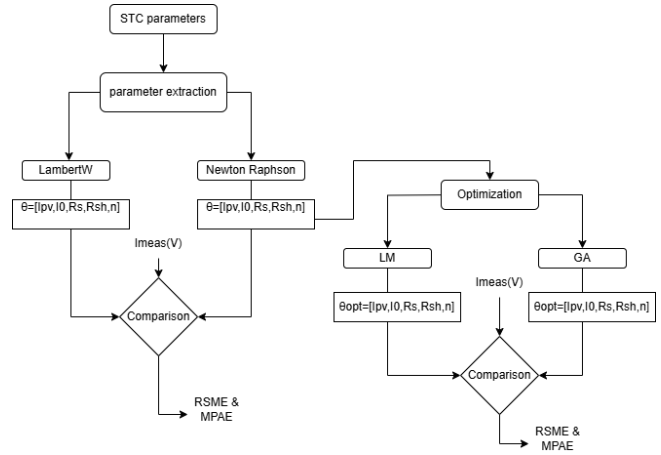 STC parameters
parameter extraction
LambertW
Newton Raphson
θ=[Ipv,I0,Rs,Rsh,n]
θ=[Ipv,I0,Rs,Rsh,n]
Imeas(V)
Comparison
RSME &
MPAE
Optimization
LM
GA
θopt=[Ipv,I0,Rs,Rsh,n]
θopt=[Ipv,I0,Rs,Rsh,n]
Imeas(V)
Comparison
RSME &
MPAE